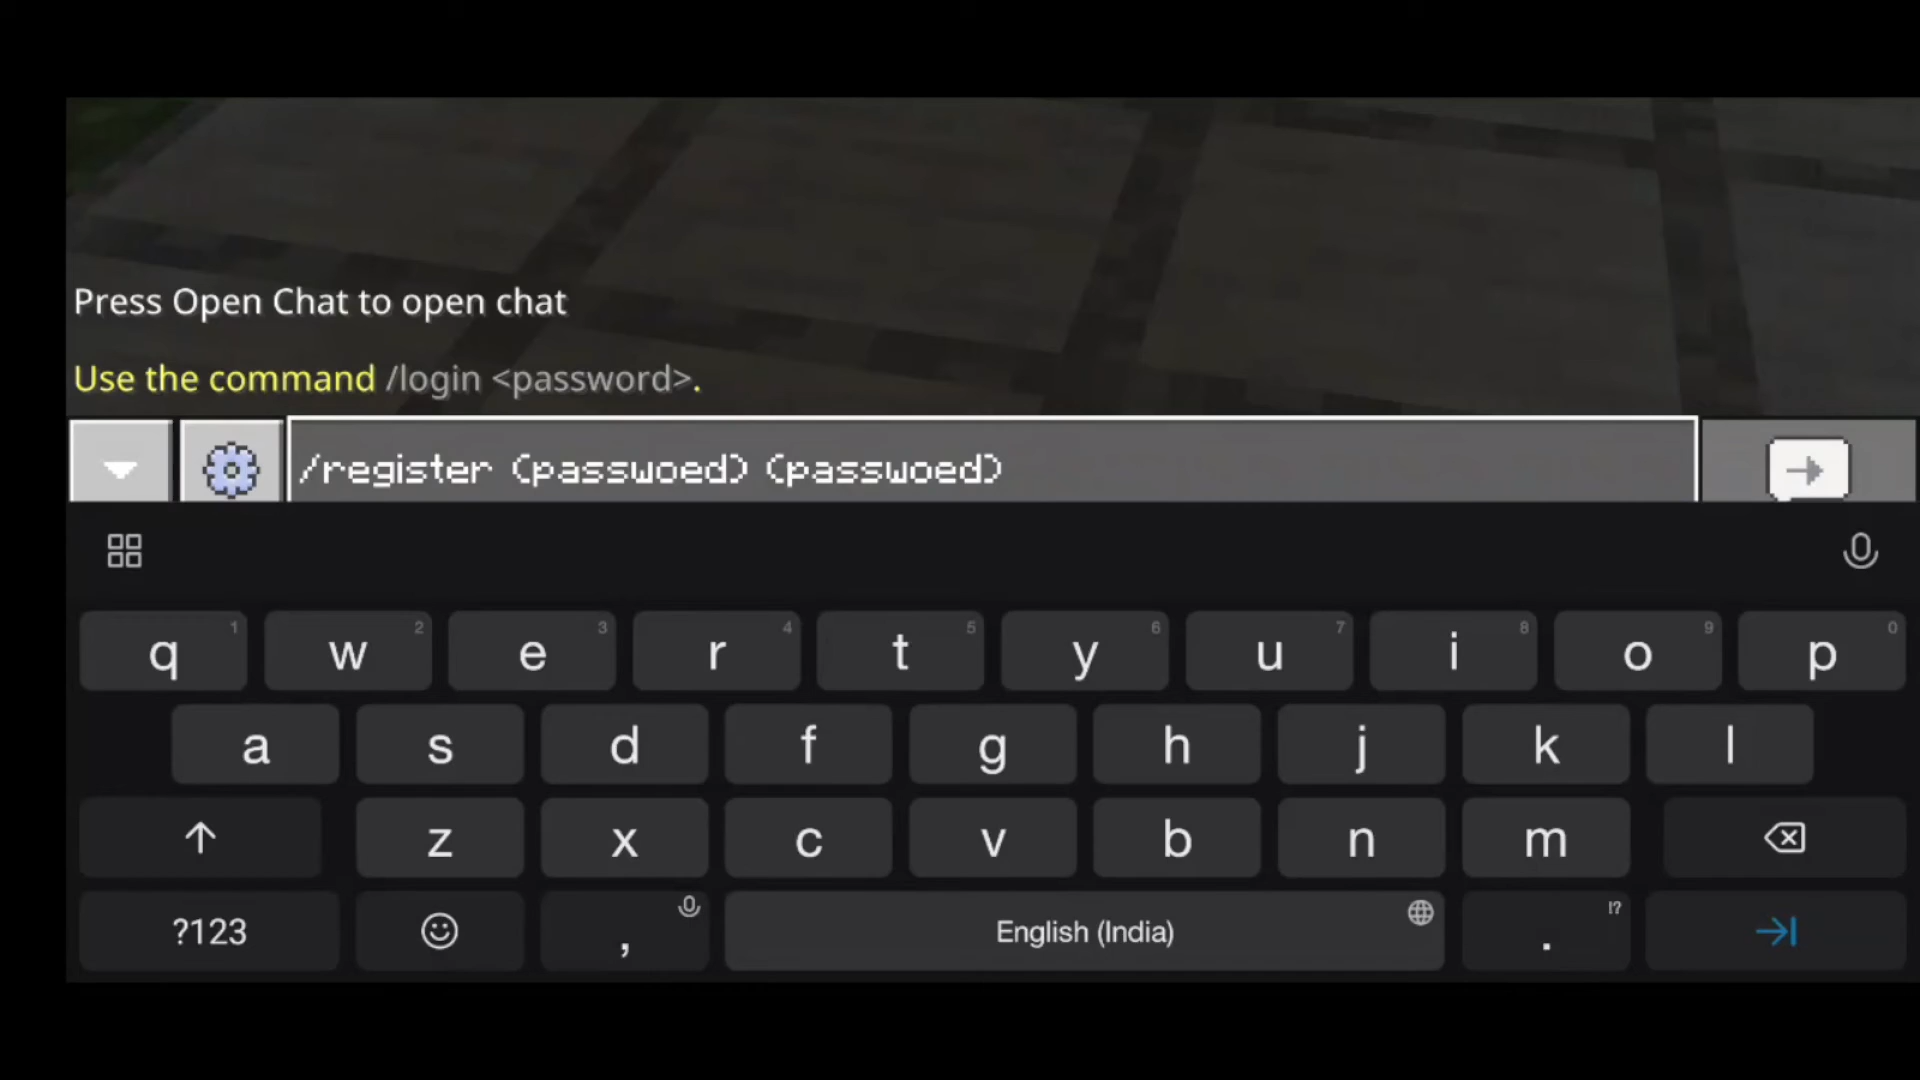 Press Open Chat to open chat
Use the command /login <password>.
/register (passwoed) (passwoed)
q 1 w 2 e 3 r 4 t 5 y 6 u 7 i 8 o 9 p 0
a s d f g h j k l
z x c v b n m
?123 , English (India) . !?